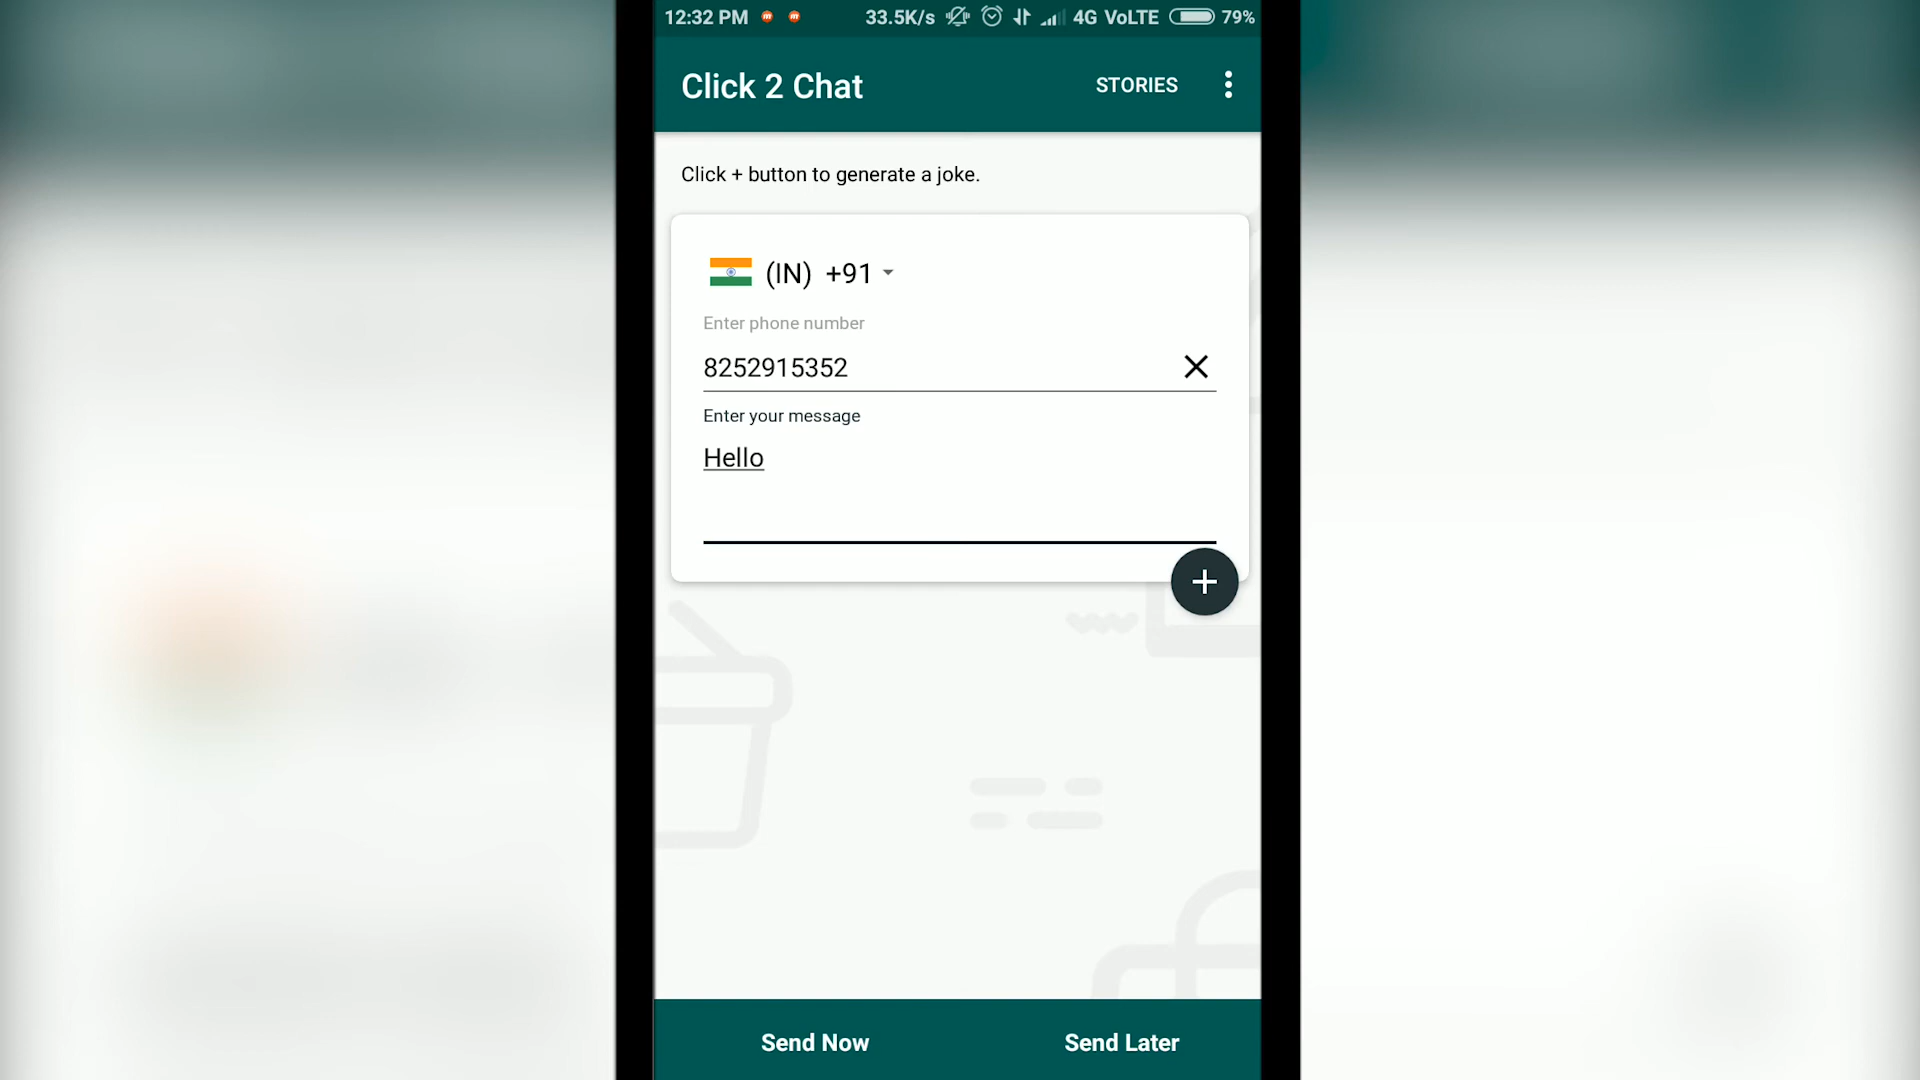 12:32 PM 33.5K/s 4G VoLTE 79%
Click 2 Chat STORIES
Click + button to generate a joke.
(IN) +91
Enter phone number
8252915352
Enter your message
Hello
Send Now Send Later